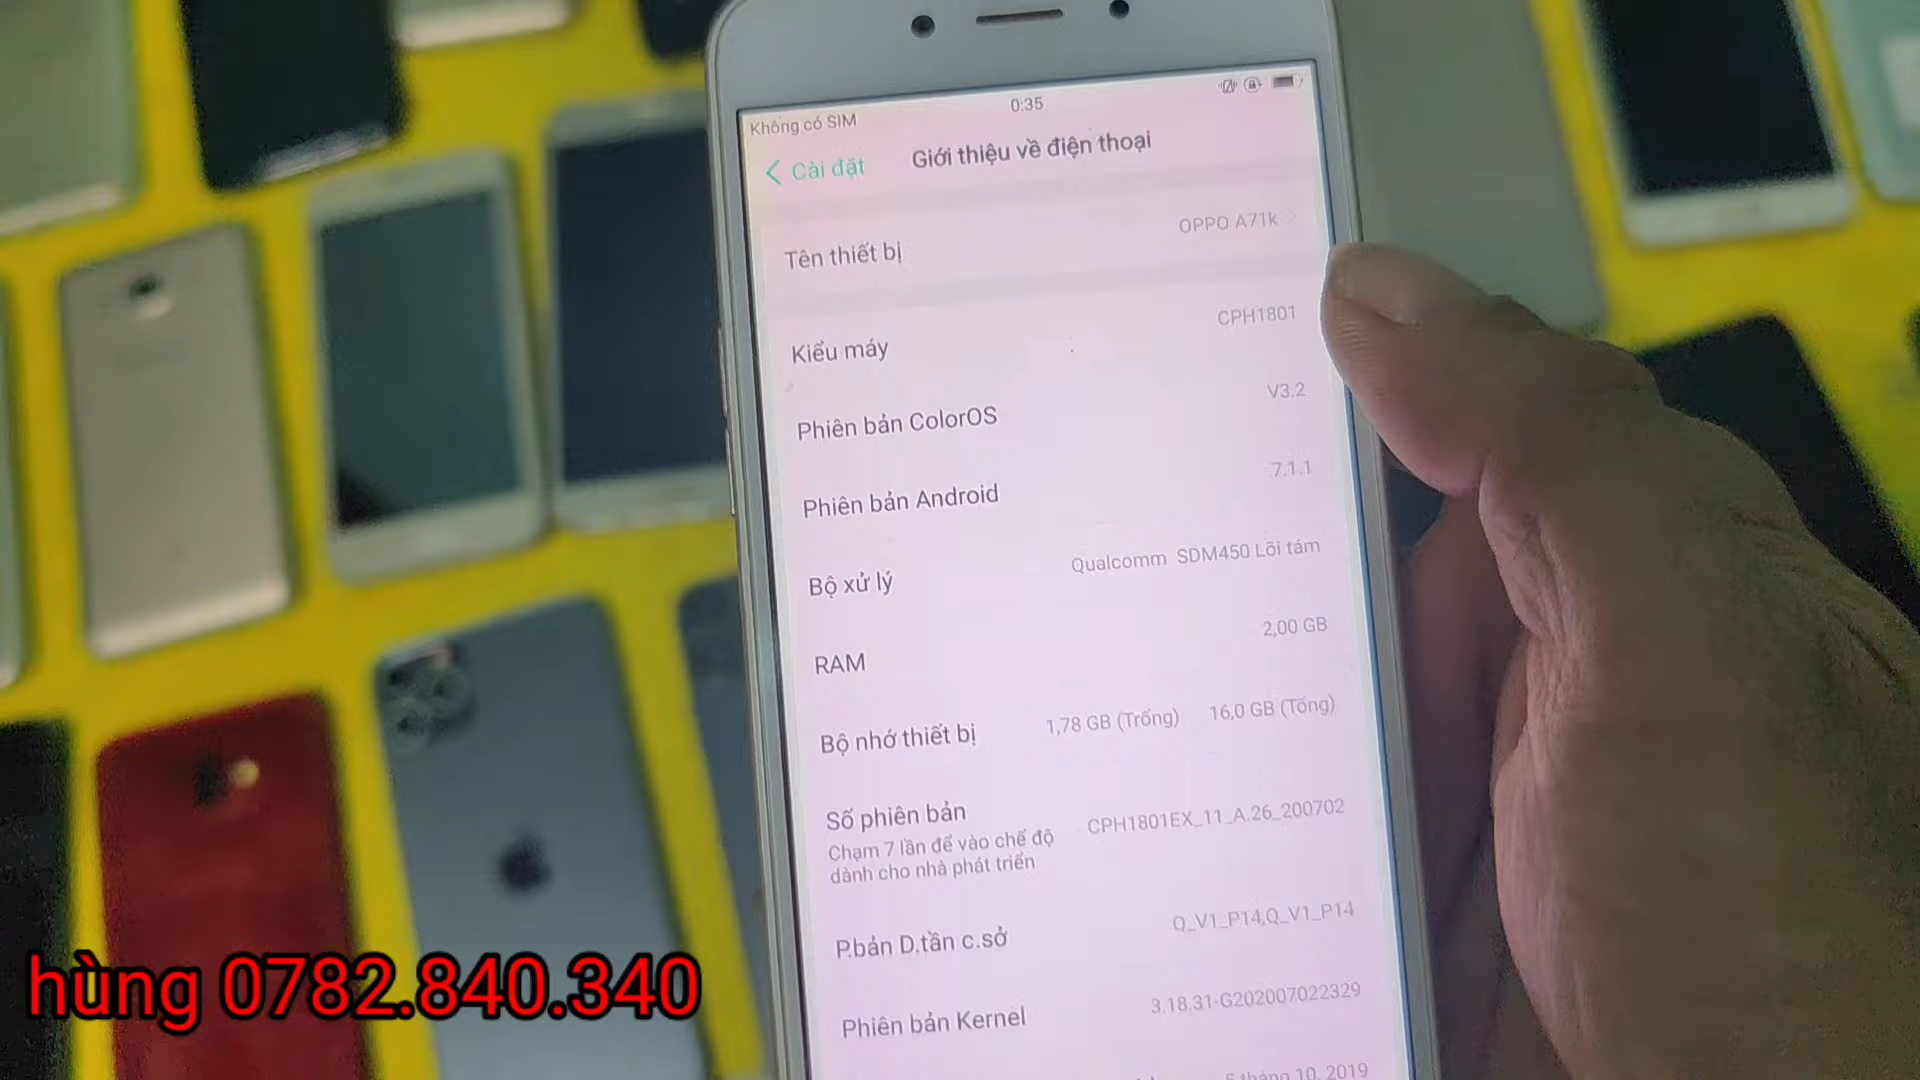 Không có SIM
0:35
Cài đặt
Giới thiệu về điện thoại
Tên thiết bị
OPPO A71k
Kiểu máy
CPH1801
Phiên bản ColorOS
V3.2
Phiên bản Android
7.1.1
Bộ xử lý
Qualcomm SDM450 Lõi tám
RAM
2,00 GB
Bộ nhớ thiết bị
1,78 GB (Trống) 16,0 GB (Tổng)
Số phiên bản
Chạm 7 lần để vào chế độ
dành cho nhà phát triển
CPH1801EX_11_A.26_200702
P.bản D.tần c.sở
Q_V1_P14,Q_V1_P14
Phiên bản Kernel
3.18.31-G202007022329
5 tháng 10, 2019
hùng 0782.840.340